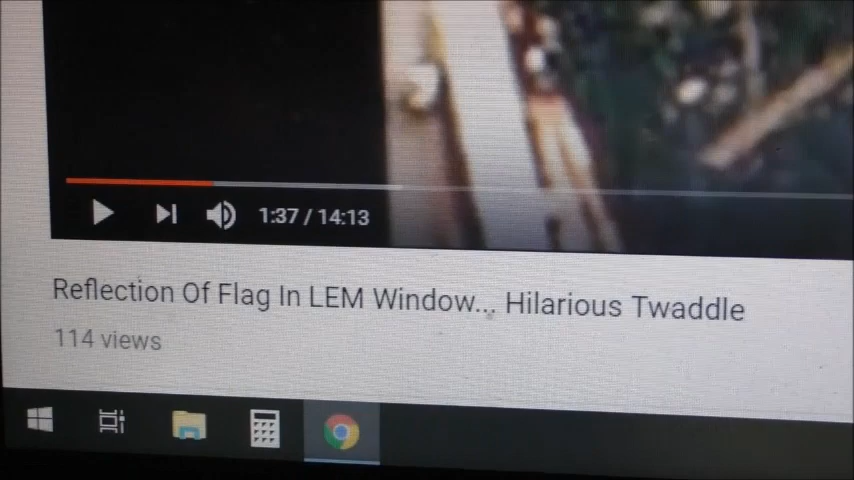 1:37 / 14:13
Reflection Of Flag In LEM Window... Hilarious Twaddle
114 views